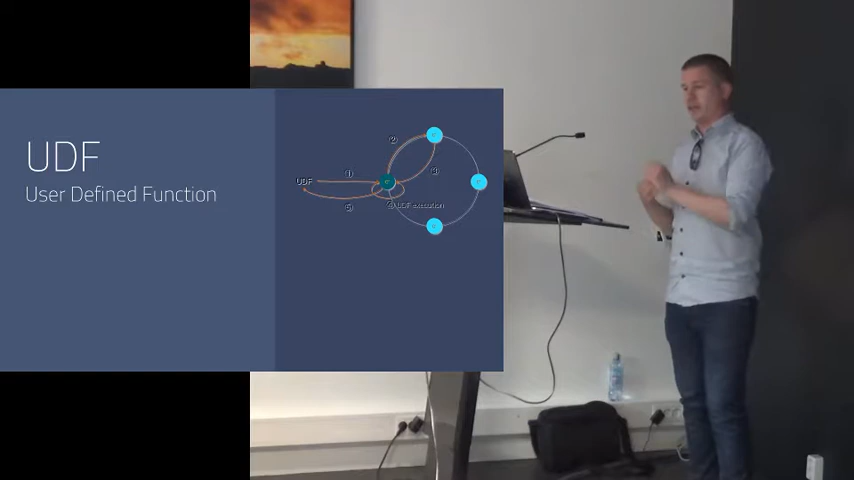 UDF
User Defined Function
②
①
③
UDF
④ UDF execution
⑤